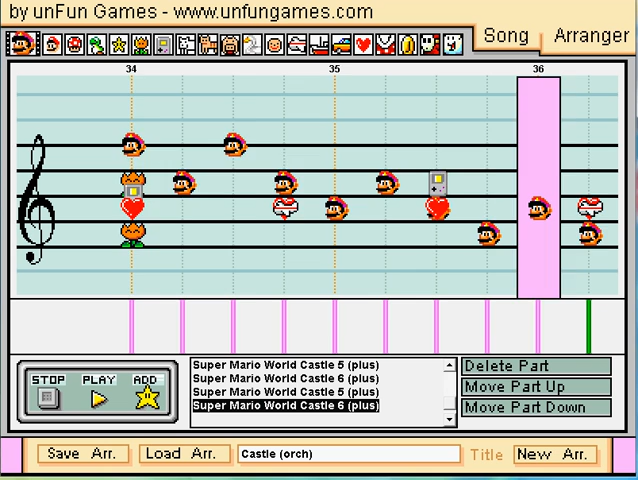 by unFun Games - www.unfungames.com
Song
Arranger
34
35
36
STOP PLAY ADD
Super Mario World Castle 5 (plus)
Super Mario World Castle 6 (plus)
Super Mario World Castle 5 (plus)
Super Mario World Castle 6 (plus)
Delete Part
Move Part Up
Move Part Down
Save Arr.
Load Arr.
Castle (orch)
Title
New Arr.